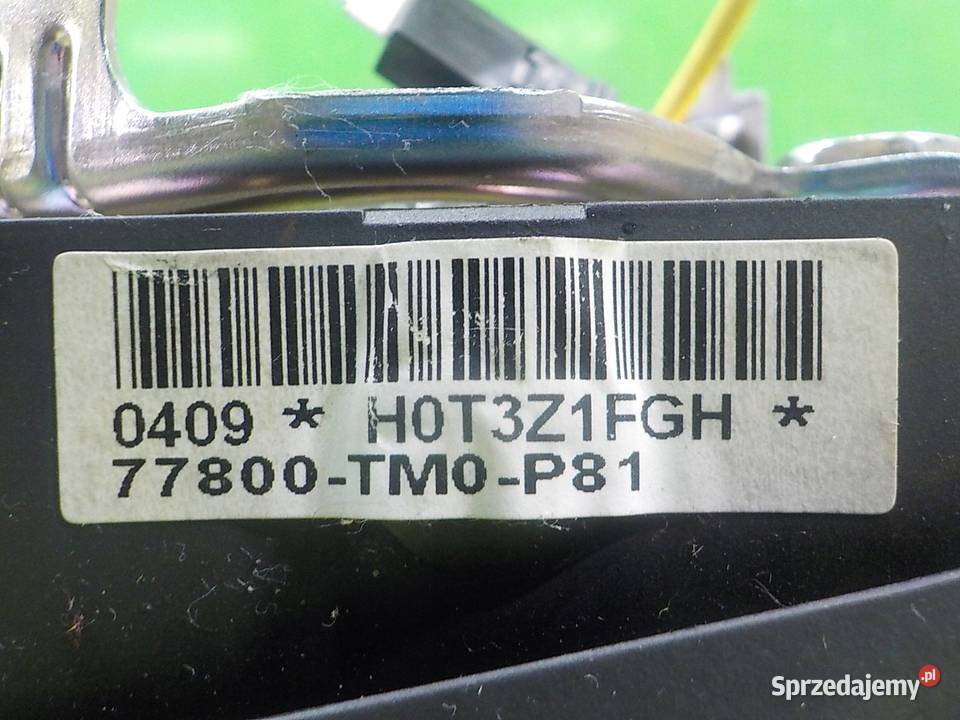 0409 * H0T3Z1FGH *
77800-TM0-P81
Sprzedajemy.pl